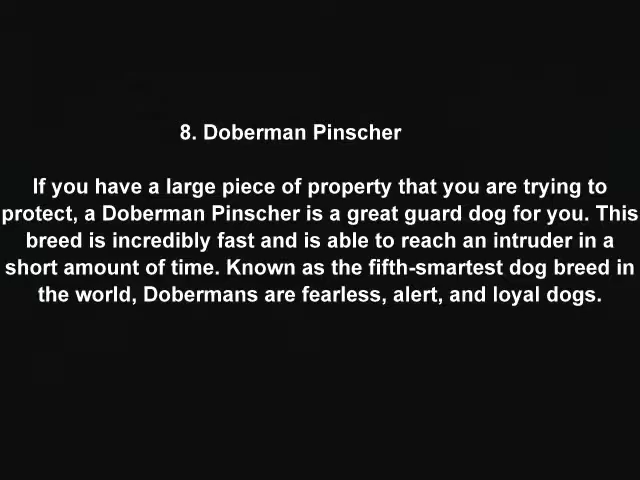 8. Doberman Pinscher
If you have a large piece of property that you are trying to
protect, a Doberman Pinscher is a great guard dog for you. This
breed is incredibly fast and is able to reach an intruder in a
short amount of time. Known as the fifth-smartest dog breed in
the world, Dobermans are fearless, alert, and loyal dogs.